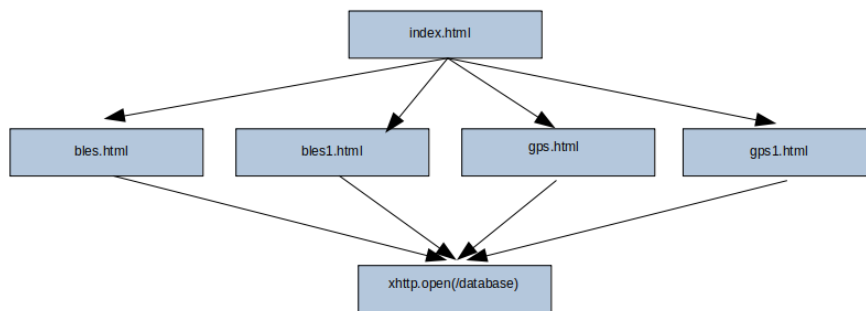 index.html
bles.html
bles1.html
gps.html
gps1.html
xhttp.open(/database)